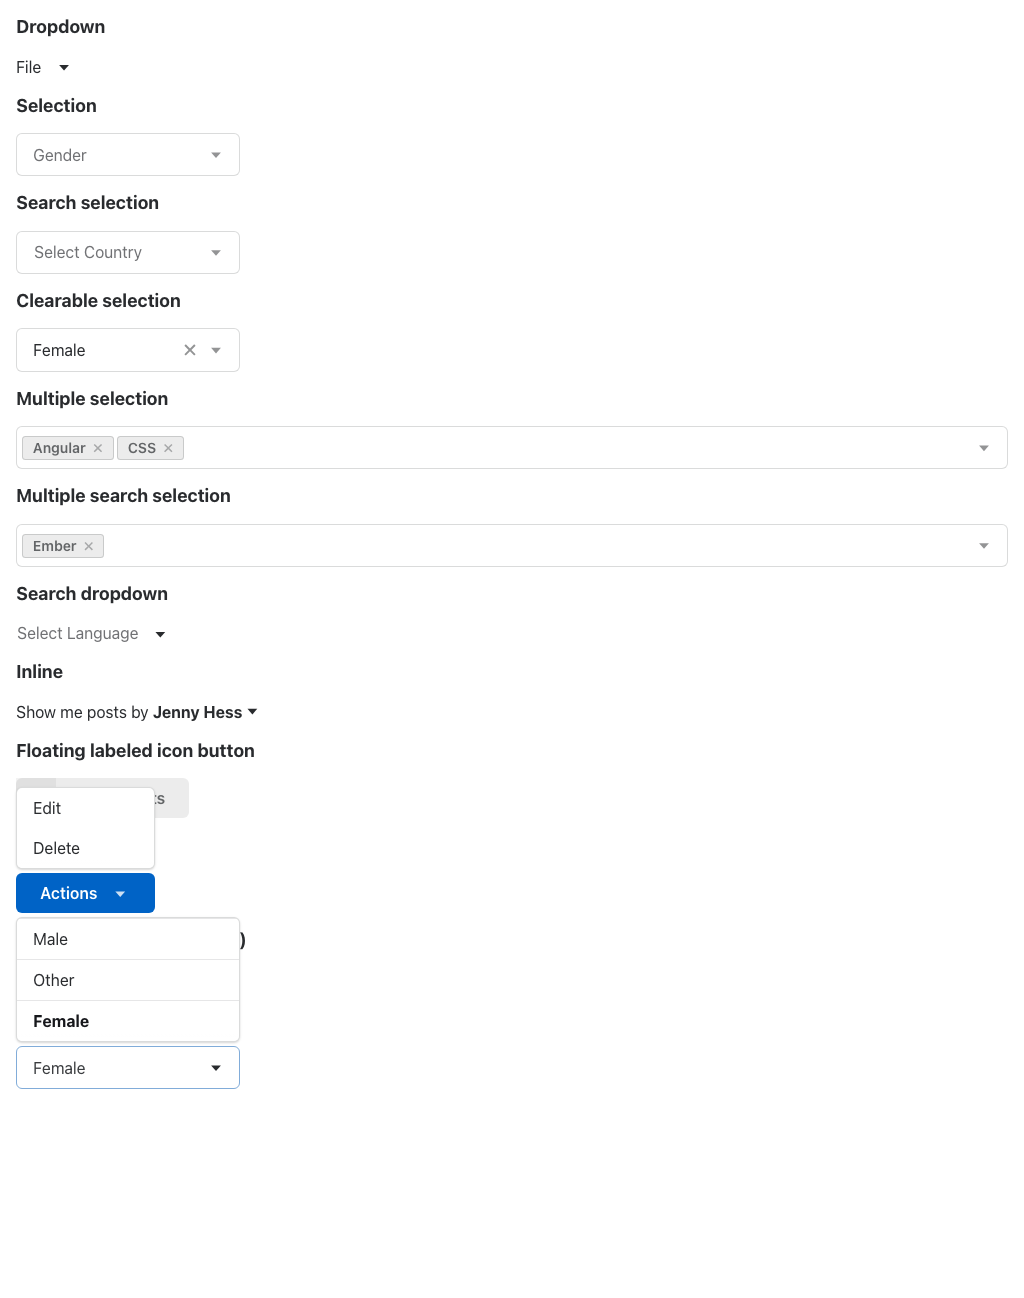 Dropdown
File
Selection
Gender
Search selection
Select Country
Clearable selection
Female
Multiple selection
Angular CSS
Multiple search selection
Ember
Search dropdown
Select Language
Inline
Show me posts by Jenny Hess
Floating labeled icon button
Edit
Delete
Actions
Male
Other
Female
Female